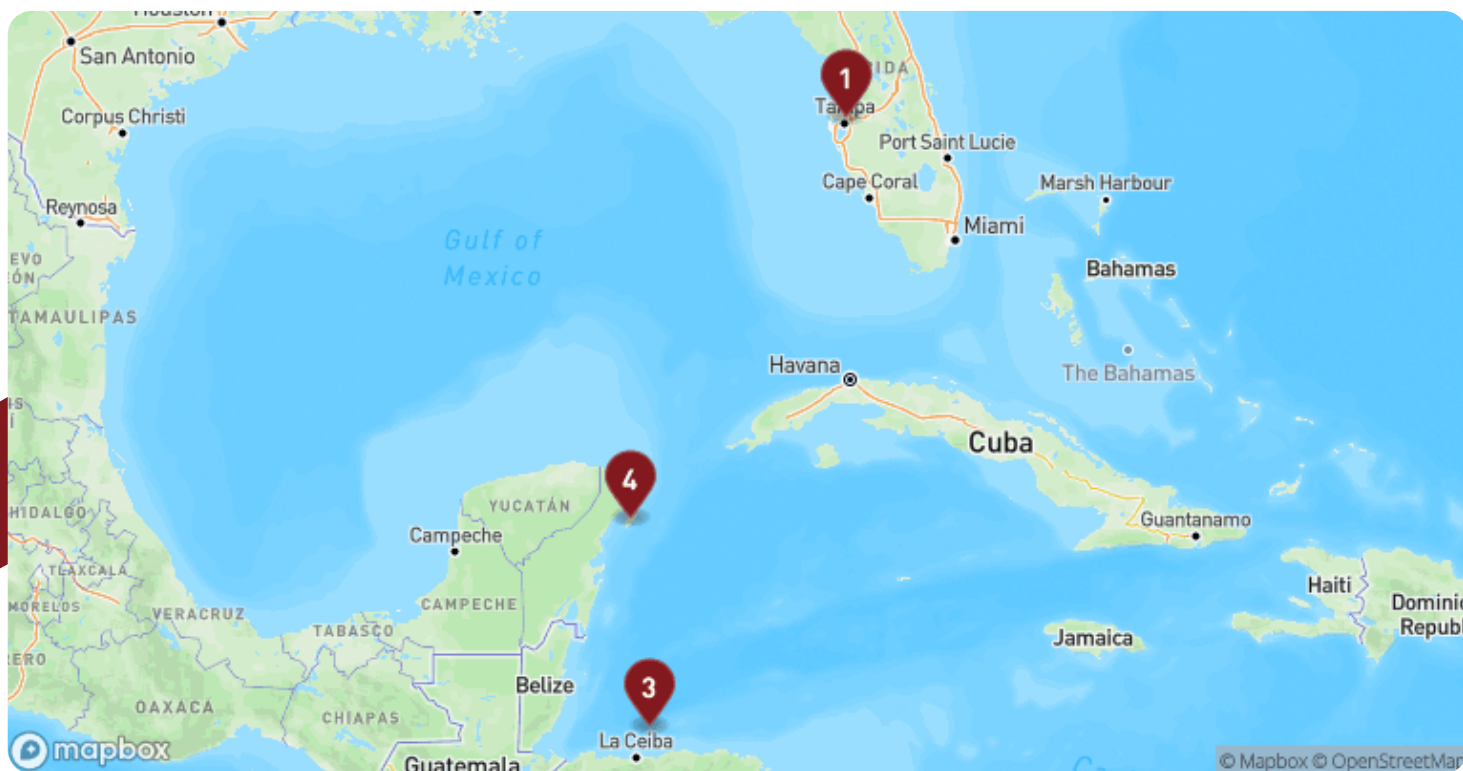 Houston
San Antonio
Corpus Christi
Reynosa
TAMAULIPAS
HIDALGO
TLAXCALA
MORELOS
VERACRUZ
OAXACA
TABASCO
CHIAPAS
Campeche
CAMPECHE
YUCATÁN
Gulf of
Mexico
1
Tampa
Port Saint Lucie
Cape Coral
Miami
Marsh Harbour
Bahamas
The Bahamas
Havana
Cuba
Guantanamo
4
Haiti
Jamaica
Belize
3
La Ceiba
Guatemala
mapbox
© Mapbox © OpenStreetMap